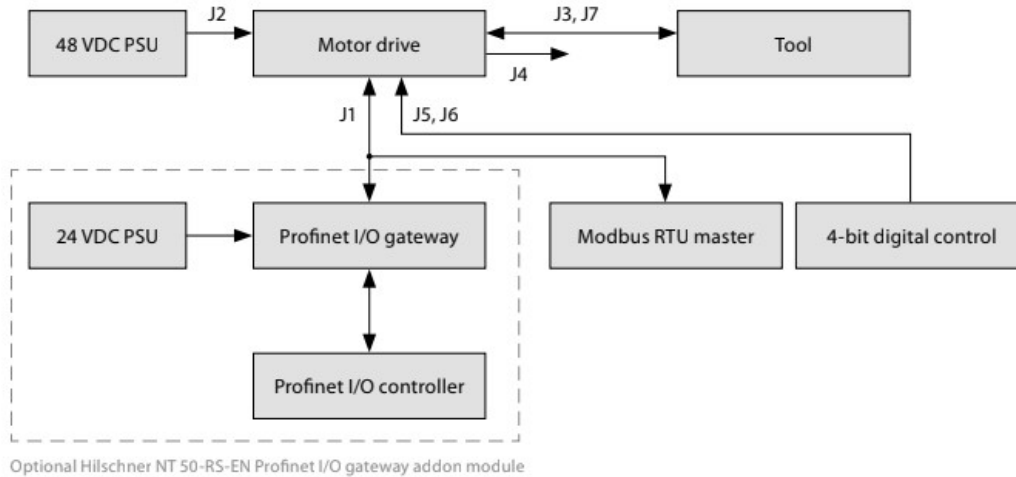 48 VDC PSU
J2
Motor drive
J3, J7
J4
Tool
J1
J5, J6
24 VDC PSU
Profinet I/O gateway
Modbus RTU master
4-bit digital control
Profinet I/O controller
Optional Hilschner NT 50-RS-EN Profinet I/O gateway addon module